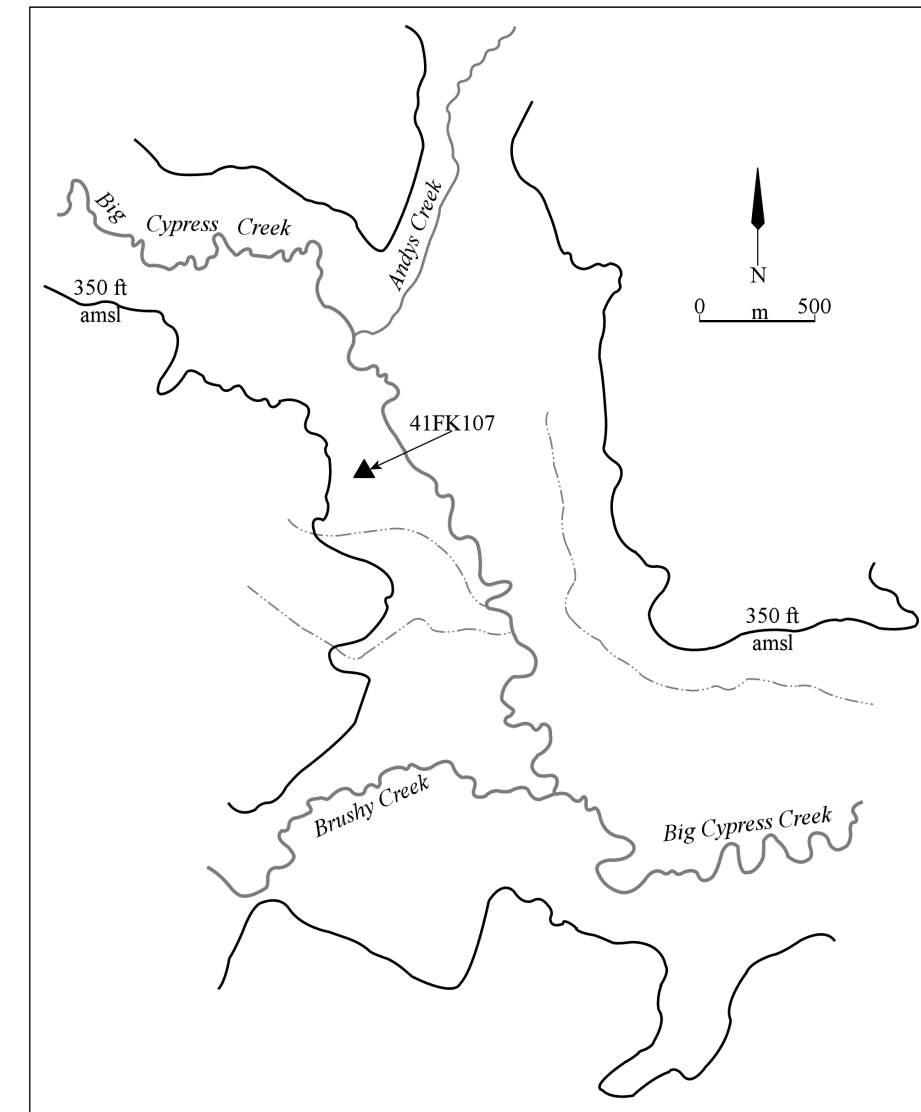 Andys Creek
Big Cypress Creek
350 ft
amsl
N
0 m 500
41FK107
350 ft
amsl
Brushy Creek
Big Cypress Creek